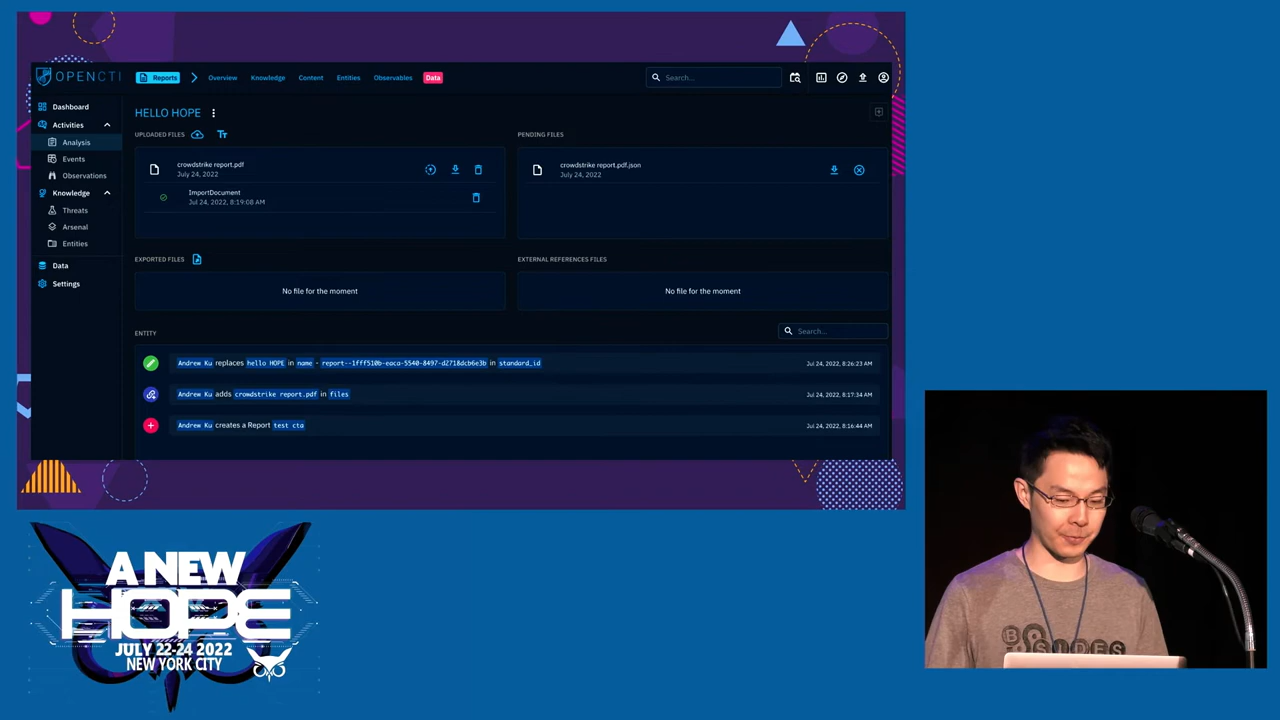 OPENCTI
Reports
Overview
Knowledge
Content
Entities
Observables
Data
Search...
Dashboard
Activities
Analysis
Events
Observations
Knowledge
Threats
Arsenal
Entities
Data
Settings
HELLO HOPE
UPLOADED FILES
Tт
crowdstrike report.pdf
July 24, 2022
ImportDocument
Jul 24, 2022, 8:19:08 AM
PENDING FILES
crowdstrike report.pdf.json
July 24, 2022
EXPORTED FILES
No file for the moment
EXTERNAL REFERENCES FILES
No file for the moment
ENTITY
Search...
Andrew Ku replaces hello HOPE in name - report--1fff510b-eaca-5540-8497-d2718dcb6e3b in standard_id
Jul 24, 2022, 8:26:23 AM
Andrew Ku adds crowdstrike report.pdf in files
Jul 24, 2022, 8:17:34 AM
Andrew Ku creates a Report test cta
Jul 24, 2022, 8:16:44 AM
A NEW
HOPE
JULY 22-24 2022
NEW YORK CITY
BSIDES